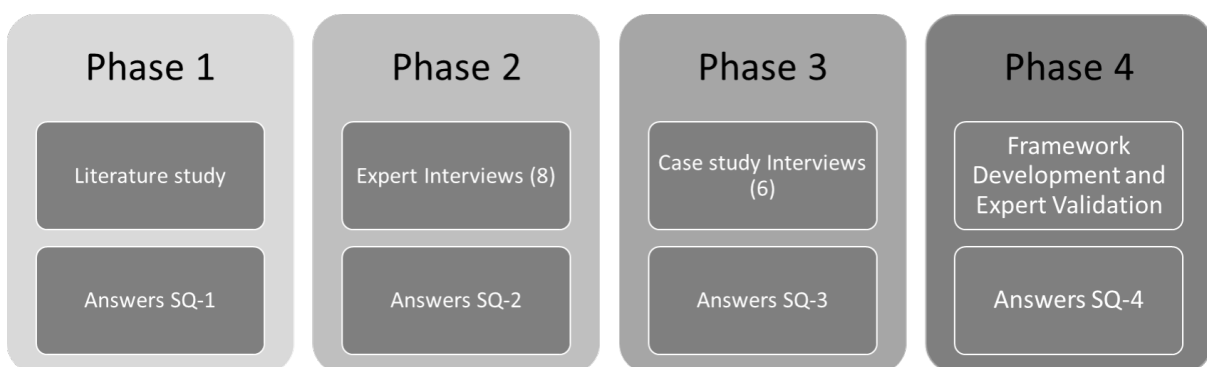 Phase 1
Literature study
Answers SQ-1
Phase 2
Expert Interviews (8)
Answers SQ-2
Phase 3
Case study Interviews
(6)
Answers SQ-3
Phase 4
Framework
Development and
Expert Validation
Answers SQ-4